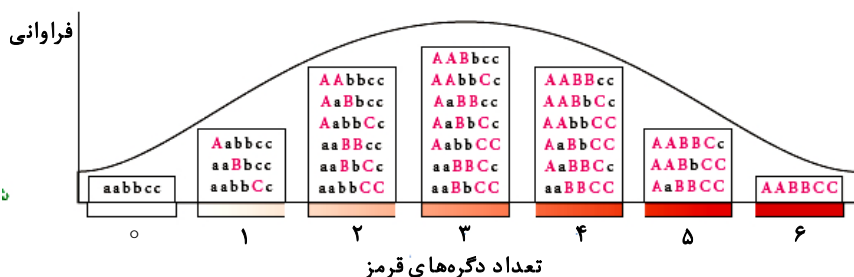 فراوانی
aabbcc
Aabbcc
aaBbcc
aabbCc
AAbbcc
AaBbcc
AabbCc
aaBBcc
aaBbCc
aabbCC
AABbcc
AAbbCc
AaBBcc
AaBbCc
AabbCC
aaBBCc
aaBbCC
AABBcc
AABbCc
AAbbCC
AaBbCC
AaBBCc
aaBBCC
AABBCc
AABbCC
AaBBCC
AABBCC
۰ ۱ ۲ ۳ ۴ ۵ ۶
تعداد دگره‌های قرمز